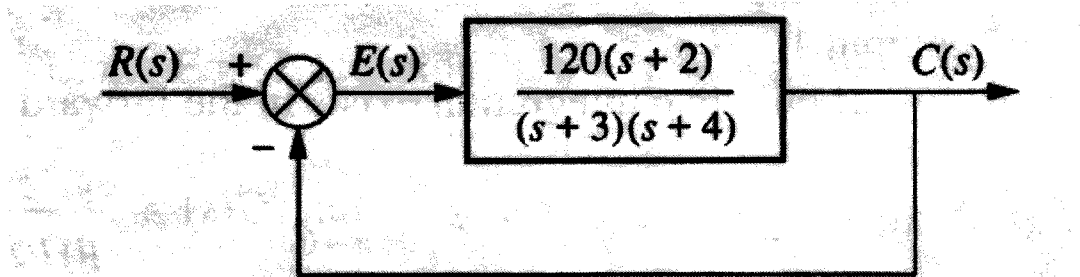 R(s) + E(s) 120(s + 2) C(s)
(s + 3)(s + 4)
−